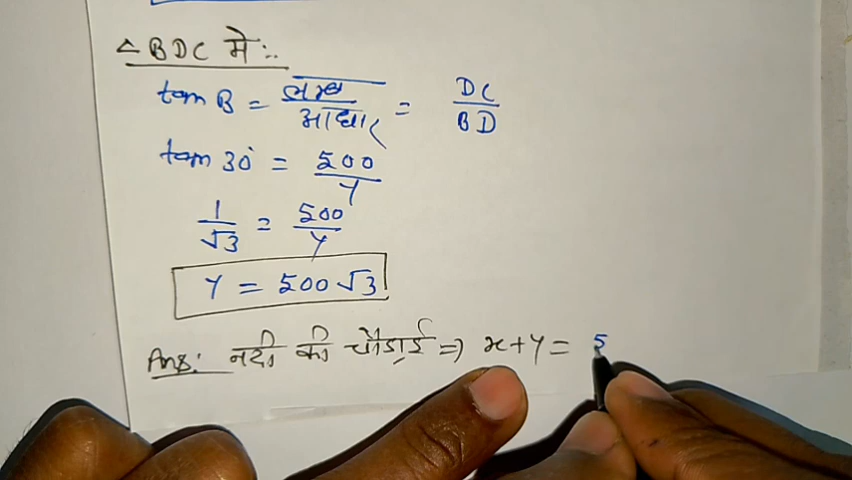 △ BDC में :-
tan B = लम्ब / आधार = DC / BD
tan 30° = 500 / Y
1 / √3 = 500 / Y
Y = 500 √3
Ans: नदी की चौड़ाई => x + y = 5